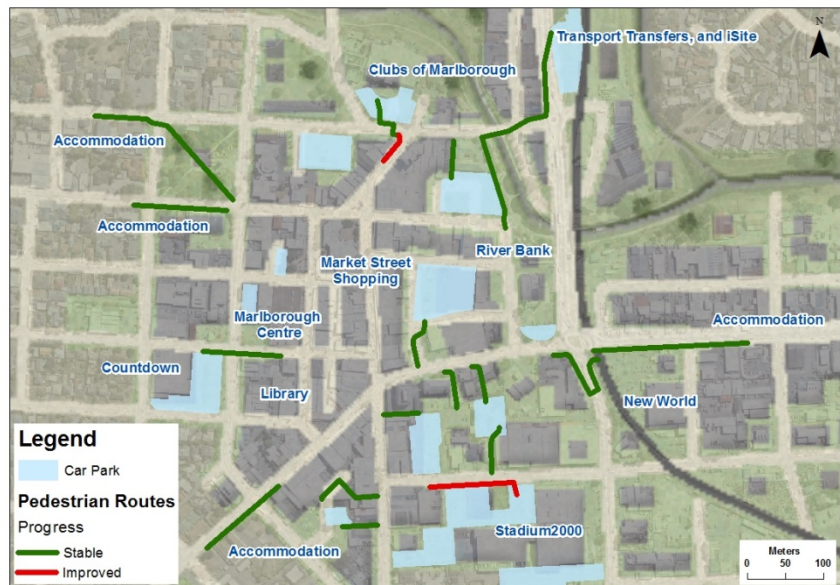 N
Transport Transfers, and iSite
Clubs of Marlborough
Accommodation
Accommodation
River Bank
Market Street
Shopping
Marlborough
Centre
Accommodation
Countdown
Library
New World
Legend
Car Park
Pedestrian Routes
Progress
Stable
Improved
Accommodation
Stadium2000
Meters
0 50 100